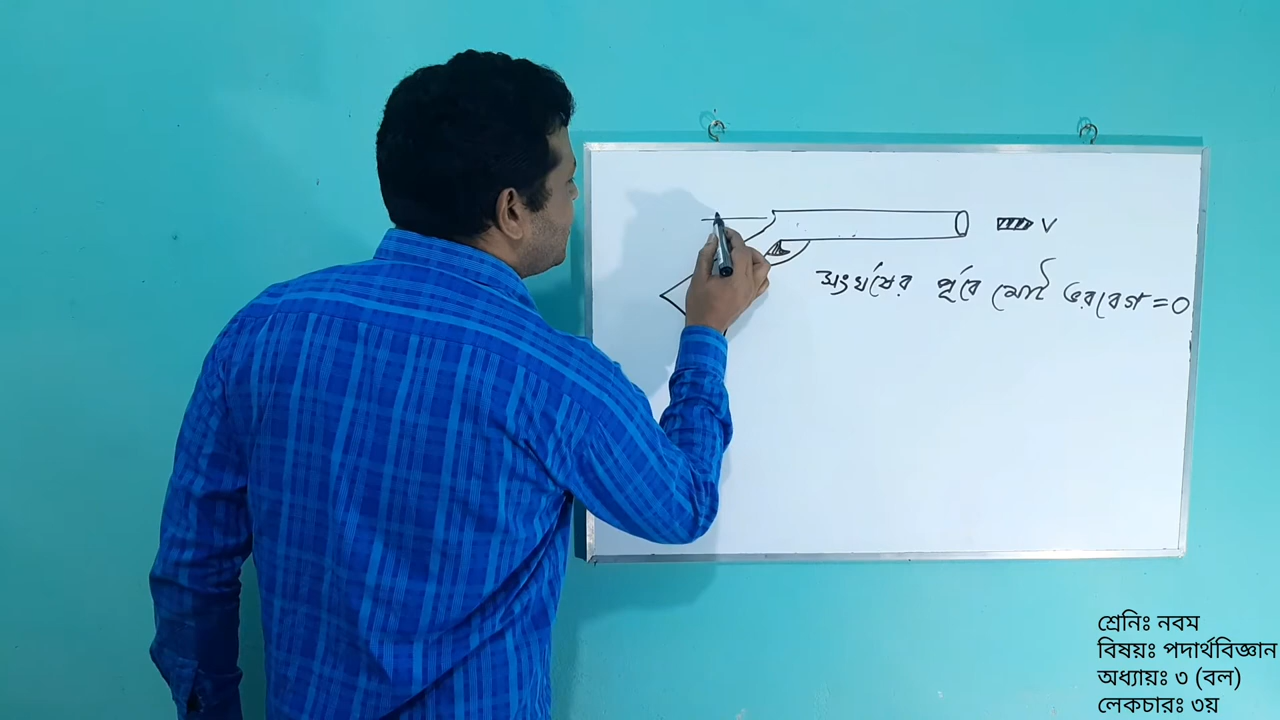 V
সংঘর্ষের পূর্বে মোট ভরবেগ = 0
শ্রেনিঃ নবম
বিষয়ঃ পদার্থবিজ্ঞান
অধ্যায়ঃ ৩ (বল)
লেকচারঃ ৩য়